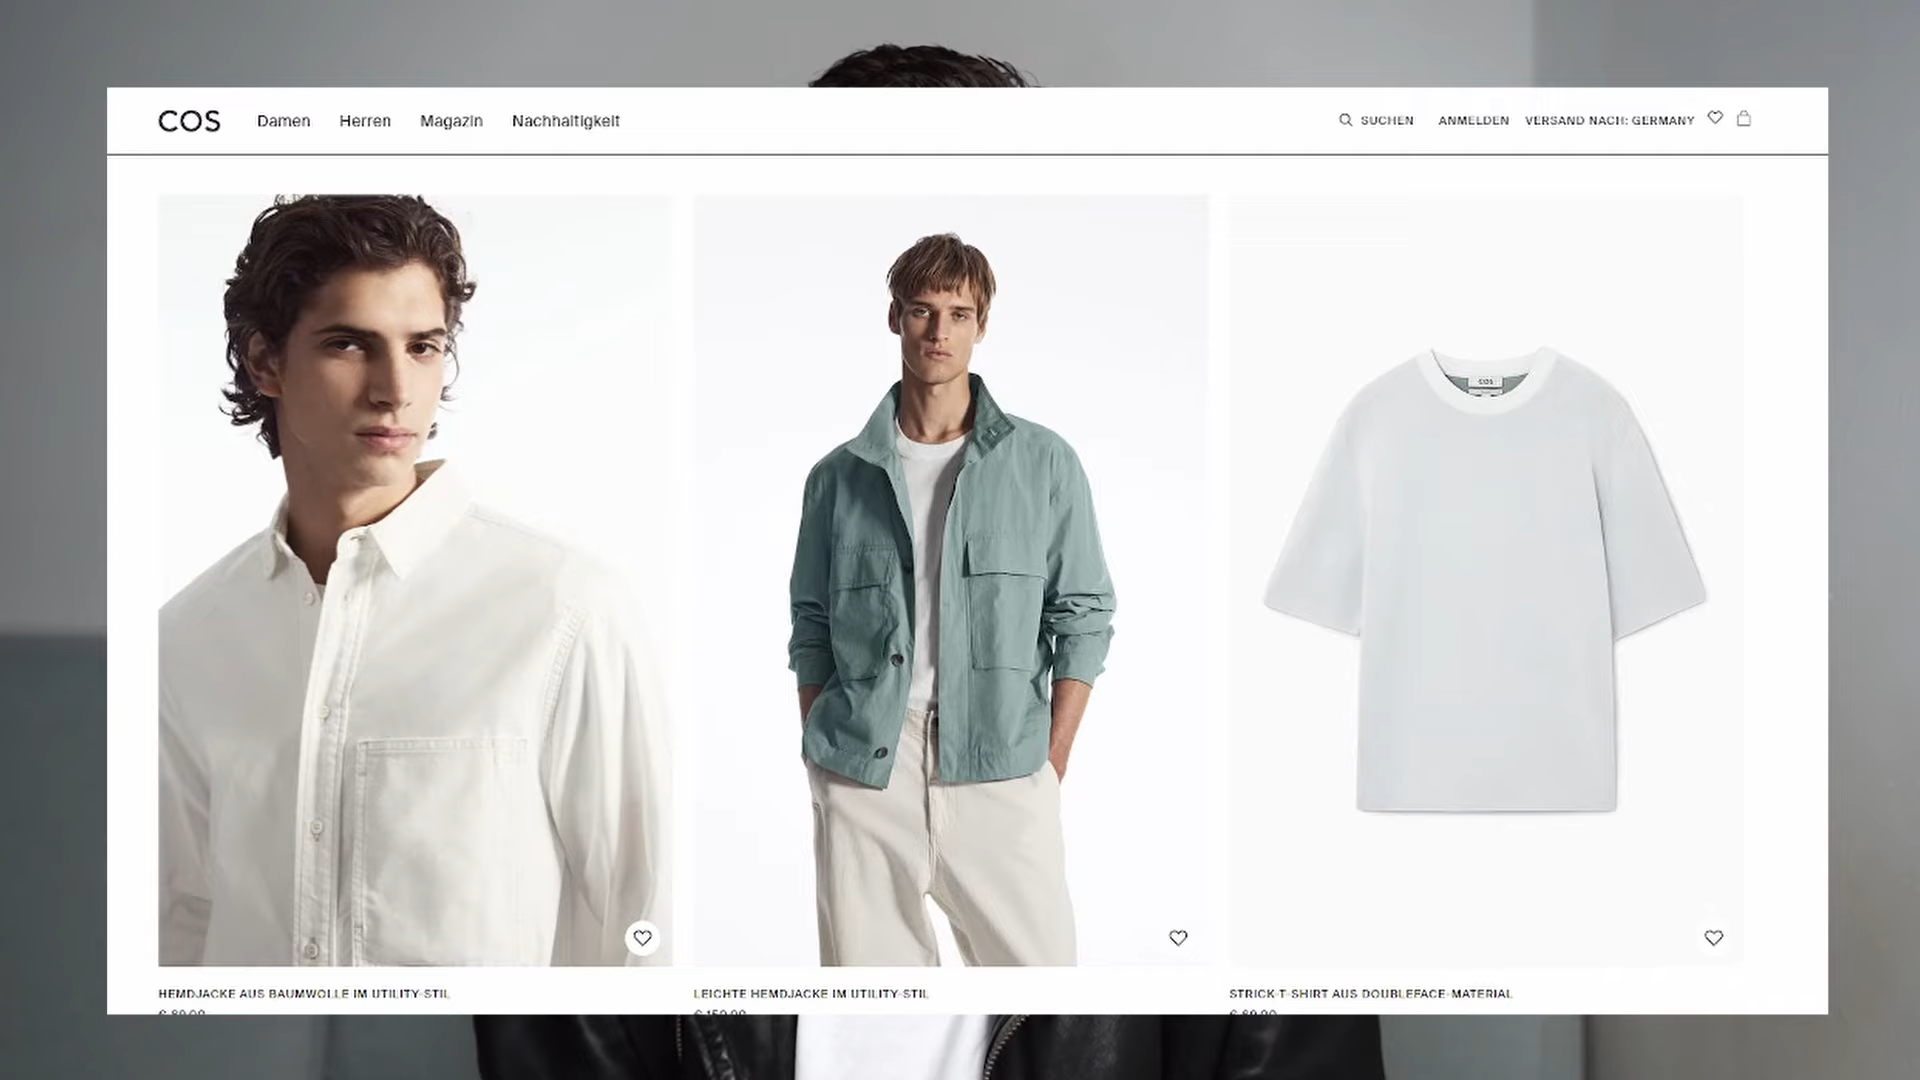 COS Damen Herren Magazin Nachhaltigkeit SUCHEN ANMELDEN VERSAND NACH: GERMANY
COS
HEMDJACKE AUS BAUMWOLLE IM UTILITY-STIL
LEICHTE HEMDJACKE IM UTILITY-STIL
STRICK-T-SHIRT AUS DOUBLEFACE-MATERIAL